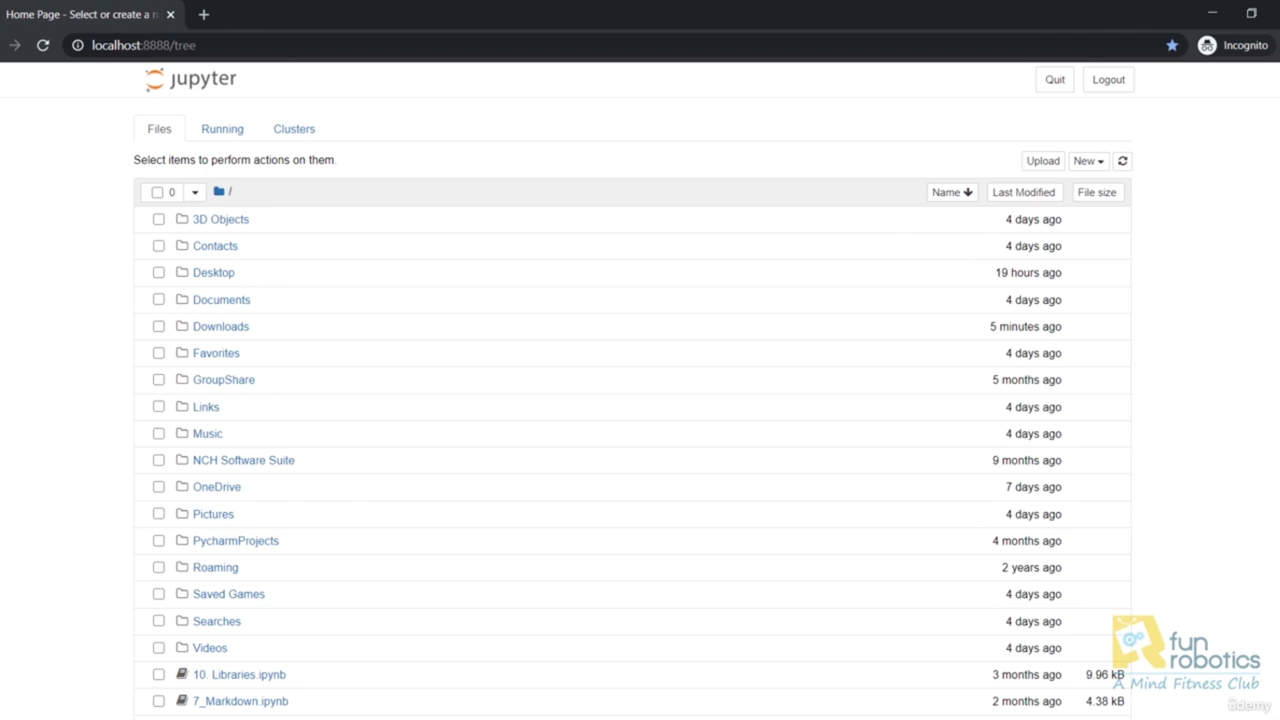 Home Page - Select or create a n
localhost:8888/tree
Incognito
jupyter
Quit
Logout
Files
Running
Clusters
Select items to perform actions on them.
Upload
New
0
/
Name
Last Modified
File size
3D Objects 4 days ago
Contacts 4 days ago
Desktop 19 hours ago
Documents 4 days ago
Downloads 5 minutes ago
Favorites 4 days ago
GroupShare 5 months ago
Links 4 days ago
Music 4 days ago
NCH Software Suite 9 months ago
OneDrive 7 days ago
Pictures 4 days ago
PycharmProjects 4 months ago
Roaming 2 years ago
Saved Games 4 days ago
Searches 4 days ago
Videos 4 days ago
10. Libraries.ipynb 3 months ago 9.96 kB
7_Markdown.ipynb 2 months ago 4.38 kB
fun
robotics
A Mind Fitness Club
ûdemy